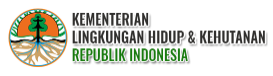 KEMENTERIAN
LINGKUNGAN HIDUP & KEHUTANAN
REPUBLIK INDONESIA